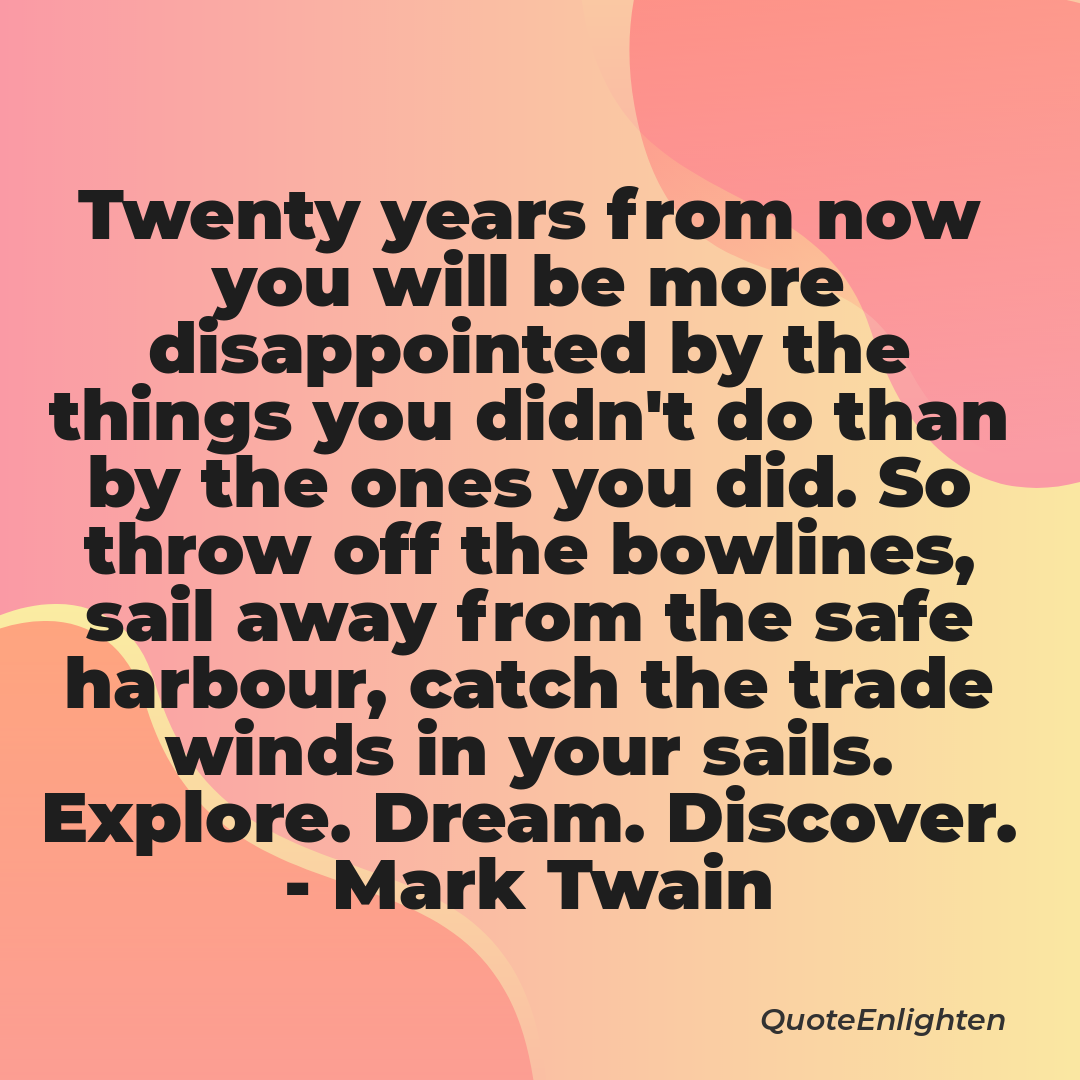 Twenty years from now
you will be more
disappointed by the
things you didn't do than
by the ones you did. So
throw off the bowlines,
sail away from the safe
harbour, catch the trade
winds in your sails.
Explore. Dream. Discover.
- Mark Twain
QuoteEnlighten